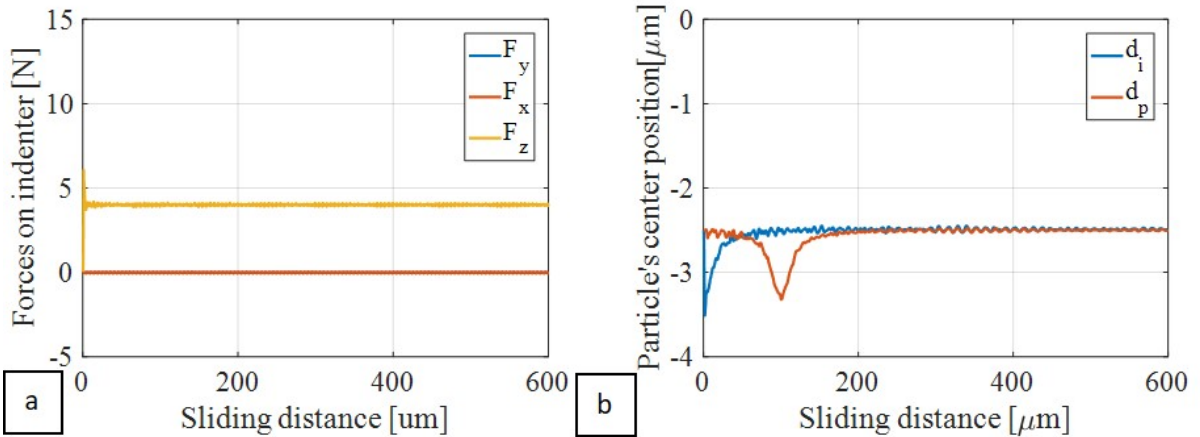 Forces on indenter [N]
15
10
5
0
-5
F_y
F_x
F_z
0
200
400
600
Sliding distance [um]
a
Particle's center position[μm]
-0
-1
-2
-3
-4
d_i
d_p
0
200
400
600
Sliding distance [μm]
b